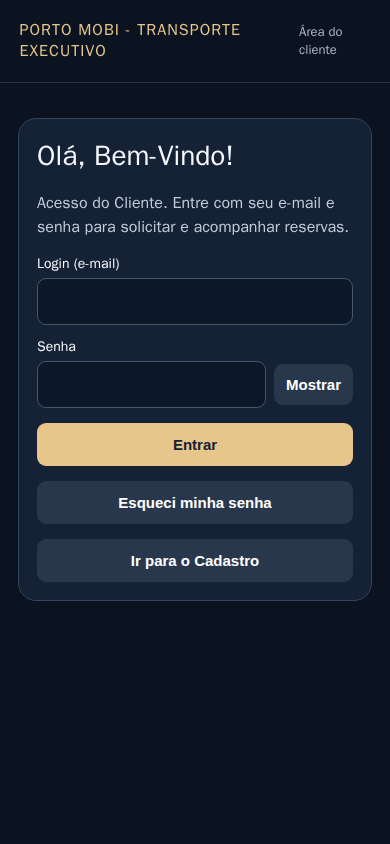 PORTO MOBI - TRANSPORTE
EXECUTIVO
Área do
cliente
Olá, Bem-Vindo!
Acesso do Cliente. Entre com seu e-mail e
senha para solicitar e acompanhar reservas.
Login (e-mail)
Senha
Mostrar
Entrar
Esqueci minha senha
Ir para o Cadastro